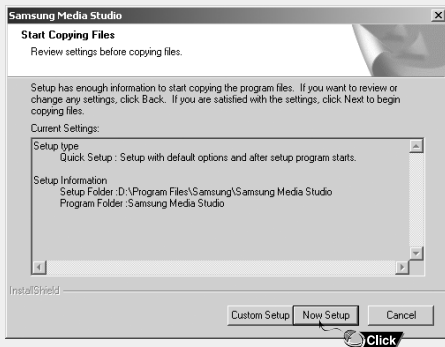 Samsung Media Studio
Start Copying Files
Review settings before copying files.
Setup has enough information to start copying the program files. If you want to review or
change any settings, click Back. If you are satisfied with the settings, click Next to begin
copying files.
Current Settings:
Setup type
Quick Setup : Setup with default options and after setup program starts.
Setup Information
Setup Folder :D:\Program Files\Samsung\Samsung Media Studio
Program Folder :Samsung Media Studio
InstallShield
Custom Setup Now Setup Cancel
Click